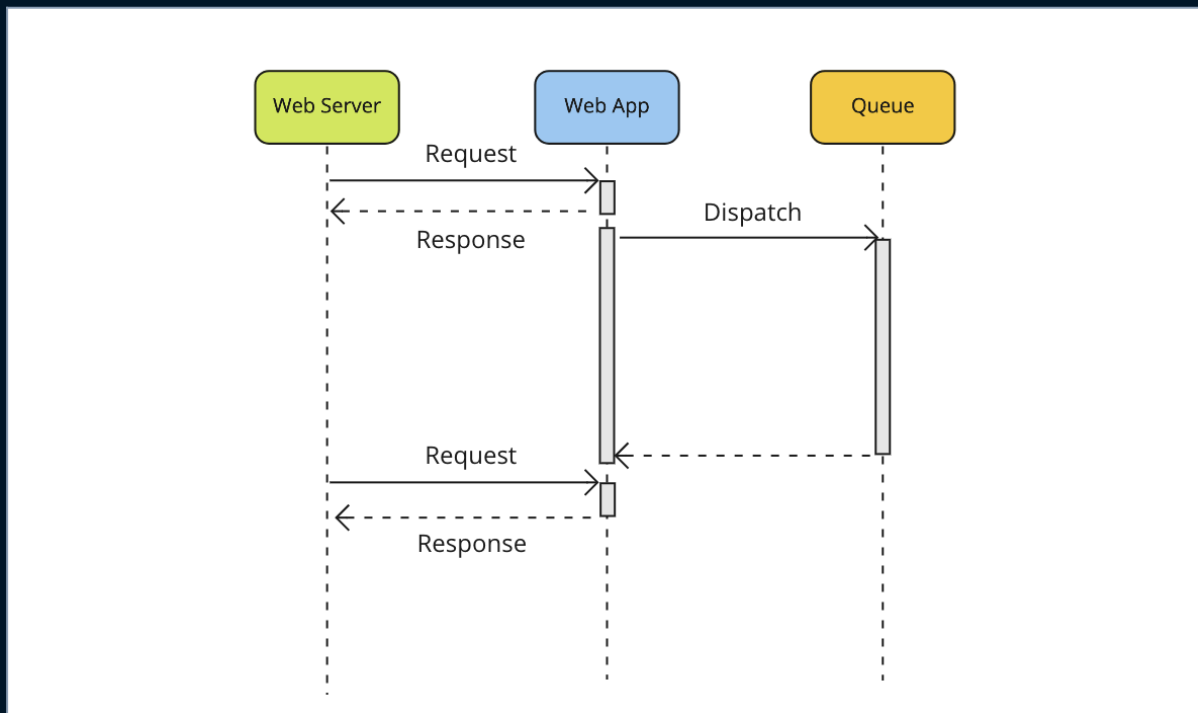 Web Server
Web App
Queue
Request
Dispatch
Response
Request
Response